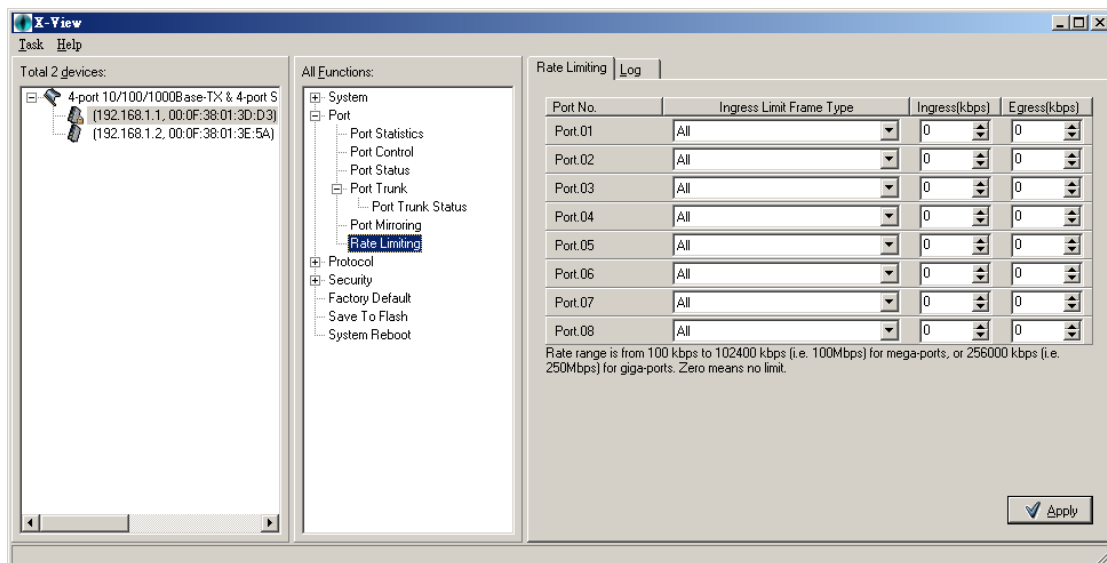 X-View
Task Help
Total 2 devices:
4-port 10/100/1000Base-TX & 4-port S
(192.168.1.1, 00:0F:38:01:3D:D3)
(192.168.1.2, 00:0F:38:01:3E:5A)
All Functions:
System
Port
Port Statistics
Port Control
Port Status
Port Trunk
Port Trunk Status
Port Mirroring
Rate Limiting
Protocol
Security
Factory Default
Save To Flash
System Reboot
Rate Limiting Log
Port No. Ingress Limit Frame Type Ingress(kbps) Egress(kbps)
Port.01 All 0 0
Port.02 All 0 0
Port.03 All 0 0
Port.04 All 0 0
Port.05 All 0 0
Port.06 All 0 0
Port.07 All 0 0
Port.08 All 0 0
Rate range is from 100 kbps to 102400 kbps (i.e. 100Mbps) for mega-ports, or 256000 kbps (i.e.
250Mbps) for giga-ports. Zero means no limit.
Apply